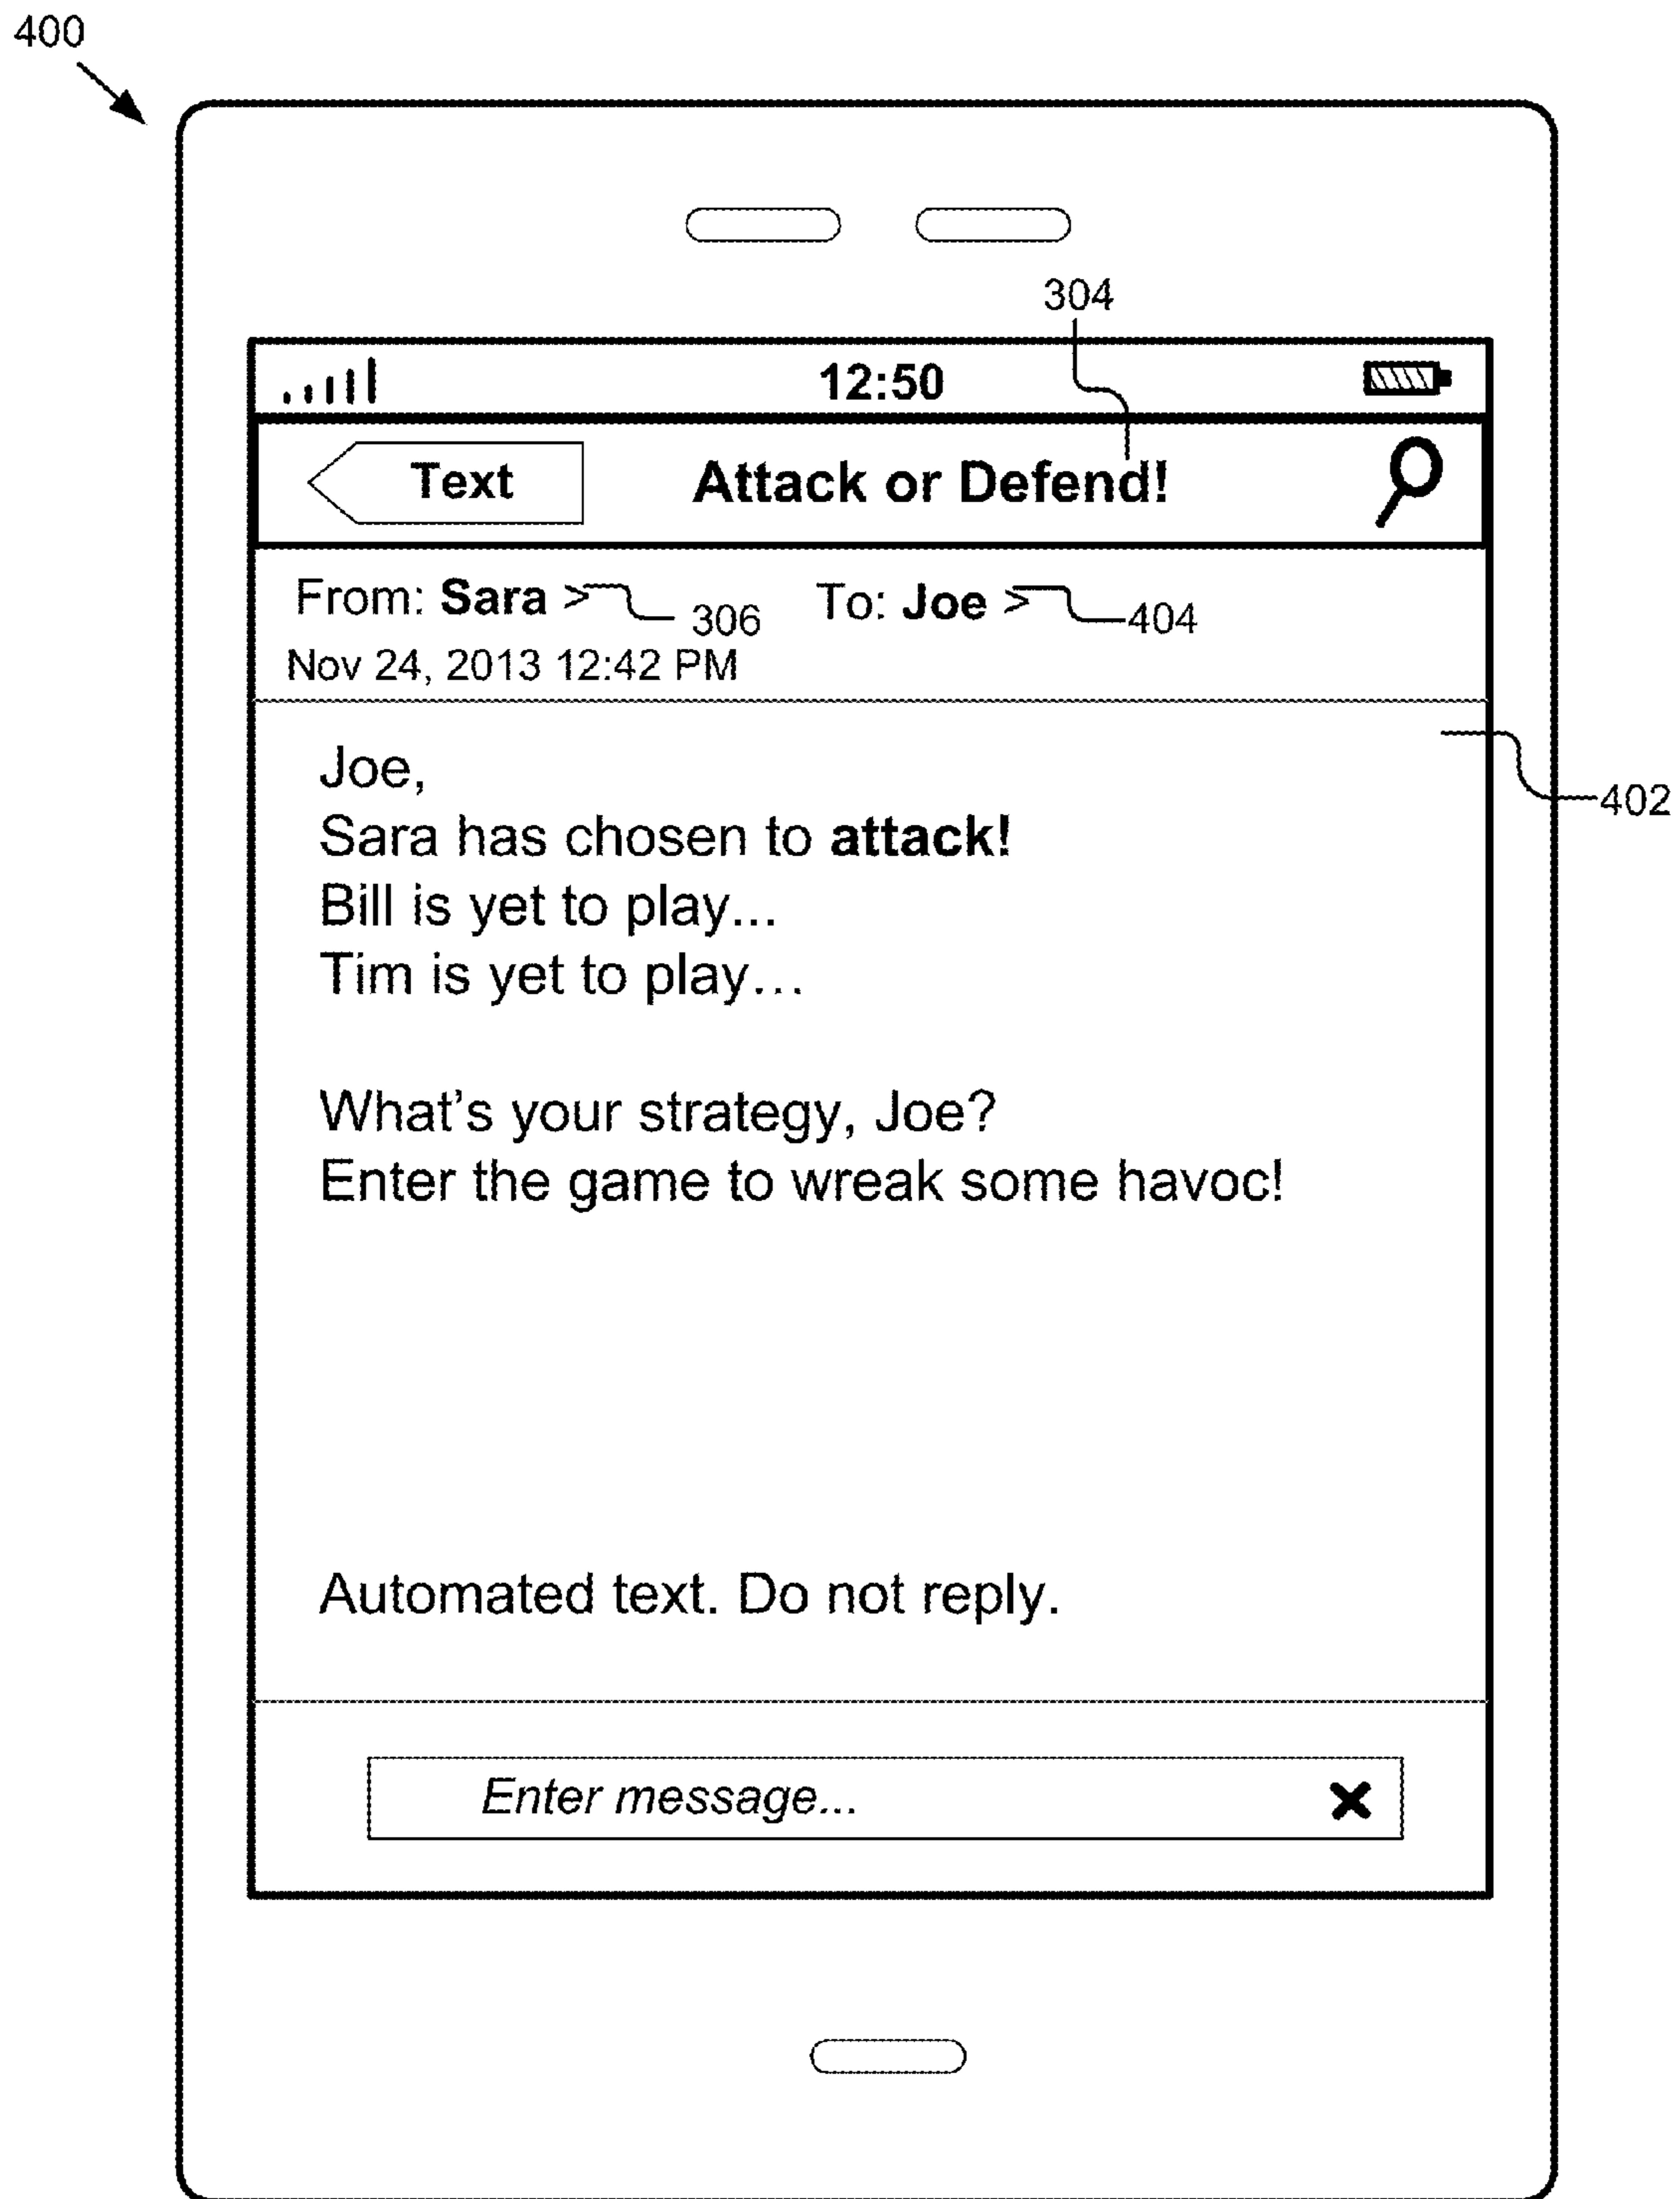 400
304
12:50
Text Attack or Defend!
From: Sara > 306 To: Joe > 404
Nov 24, 2013 12:42 PM
402
Joe,
Sara has chosen to attack!
Bill is yet to play...
Tim is yet to play...
What's your strategy, Joe?
Enter the game to wreak some havoc!
Automated text. Do not reply.
Enter message...